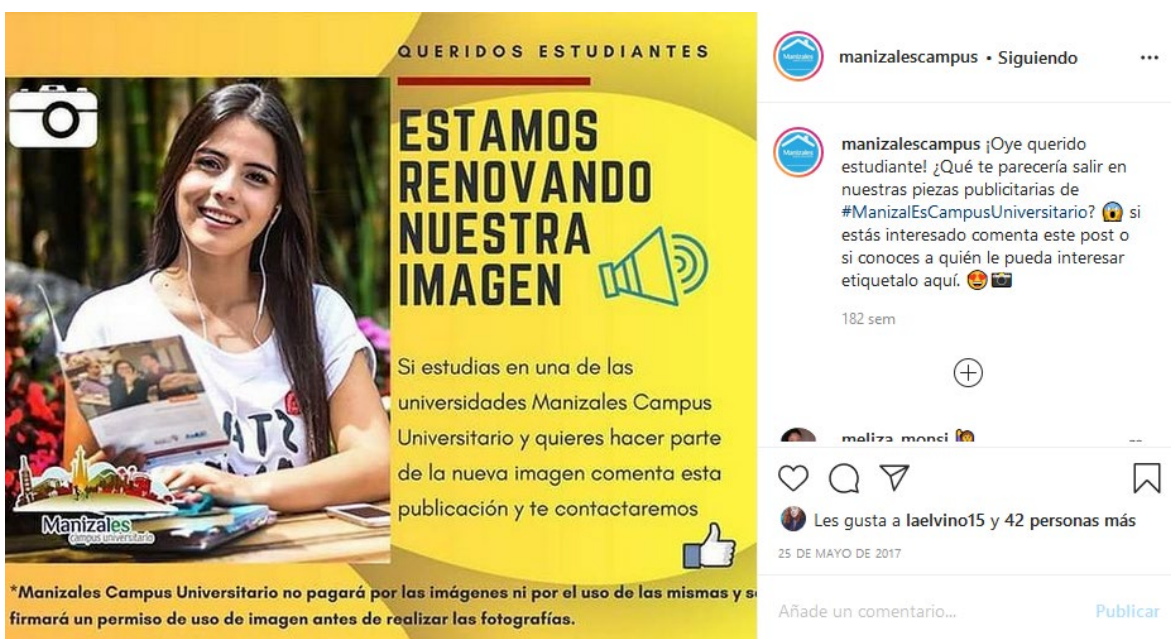 QUERIDOS ESTUDIANTES
ESTAMOS
RENOVANDO
NUESTRA
IMAGEN
Si estudias en una de las
universidades Manizales Campus
Universitario y quieres hacer parte
de la nueva imagen comenta esta
publicación y te contactaremos
Manizales
campus universitario
*Manizales Campus Universitario no pagará por las imágenes ni por el uso de las mismas y s
firmará un permiso de uso de imagen antes de realizar las fotografías.
Manizales
manizalescampus • Siguiendo
Manizales
manizalescampus ¡Oye querido
estudiante! ¿Qué te parecería salir en
nuestras piezas publicitarias de
#ManizalEsCampusUniversitario? 😱 si
estás interesado comenta este post o
si conoces a quién le pueda interesar
etiquetalo aquí. 😍📷
182 sem
meliza_monsi 🙋
Les gusta a laelvino15 y 42 personas más
25 DE MAYO DE 2017
Añade un comentario...
Publicar